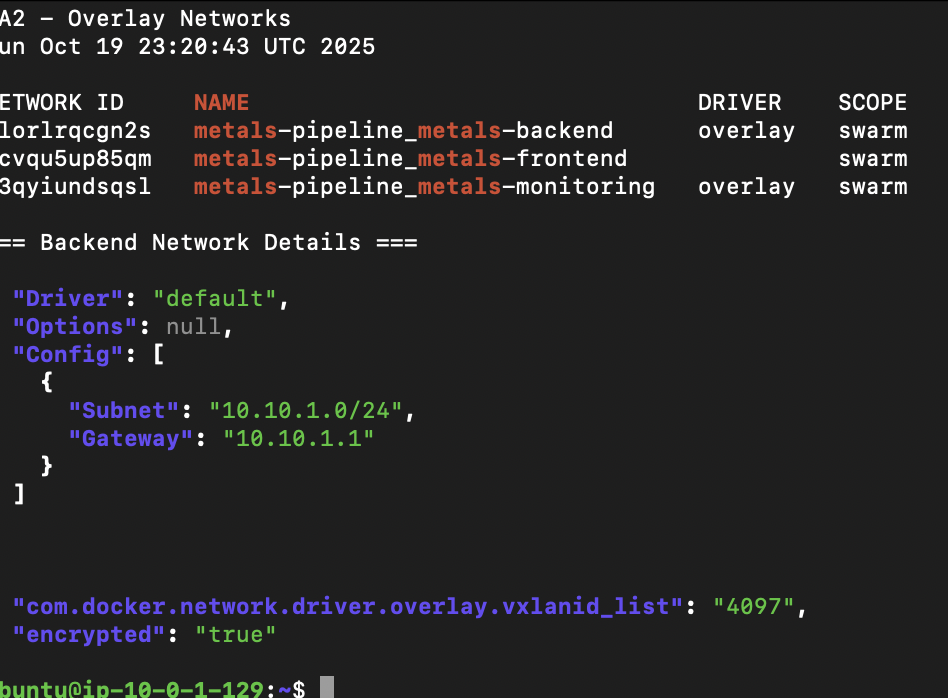 A2 – Overlay Networks
un Oct 19 23:20:43 UTC 2025
ETWORK ID NAME DRIVER SCOPE
lorlrqcgn2s metals-pipeline_metals-backend overlay swarm
cvqu5up85qm metals-pipeline_metals-frontend swarm
3qyiundsqsl metals-pipeline_metals-monitoring overlay swarm
== Backend Network Details ===
"Driver": "default",
"Options": null,
"Config": [
{
"Subnet": "10.10.1.0/24",
"Gateway": "10.10.1.1"
}
]
"com.docker.network.driver.overlay.vxlanid_list": "4097",
"encrypted": "true"
buntu@ip-10-0-1-129:~$